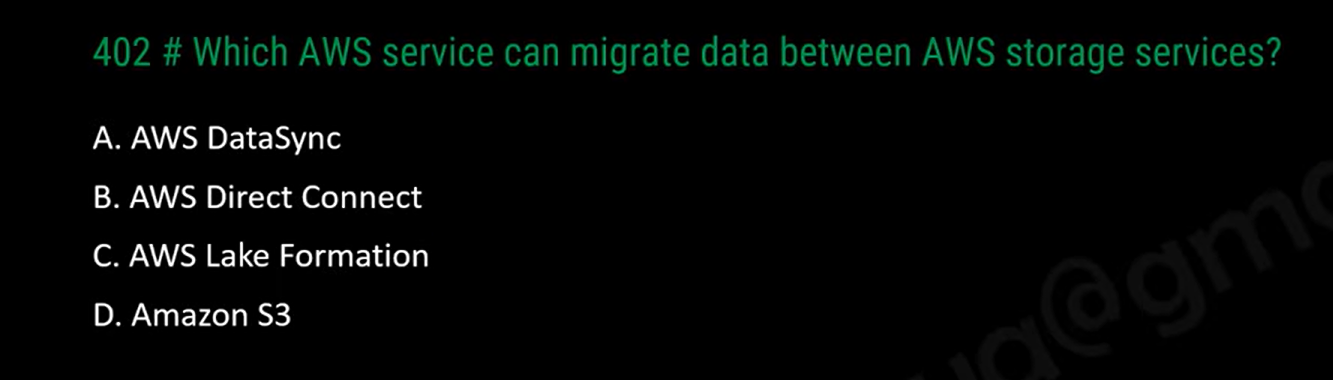 402 # Which AWS service can migrate data between AWS storage services?
A. AWS DataSync
B. AWS Direct Connect
C. AWS Lake Formation
D. Amazon S3